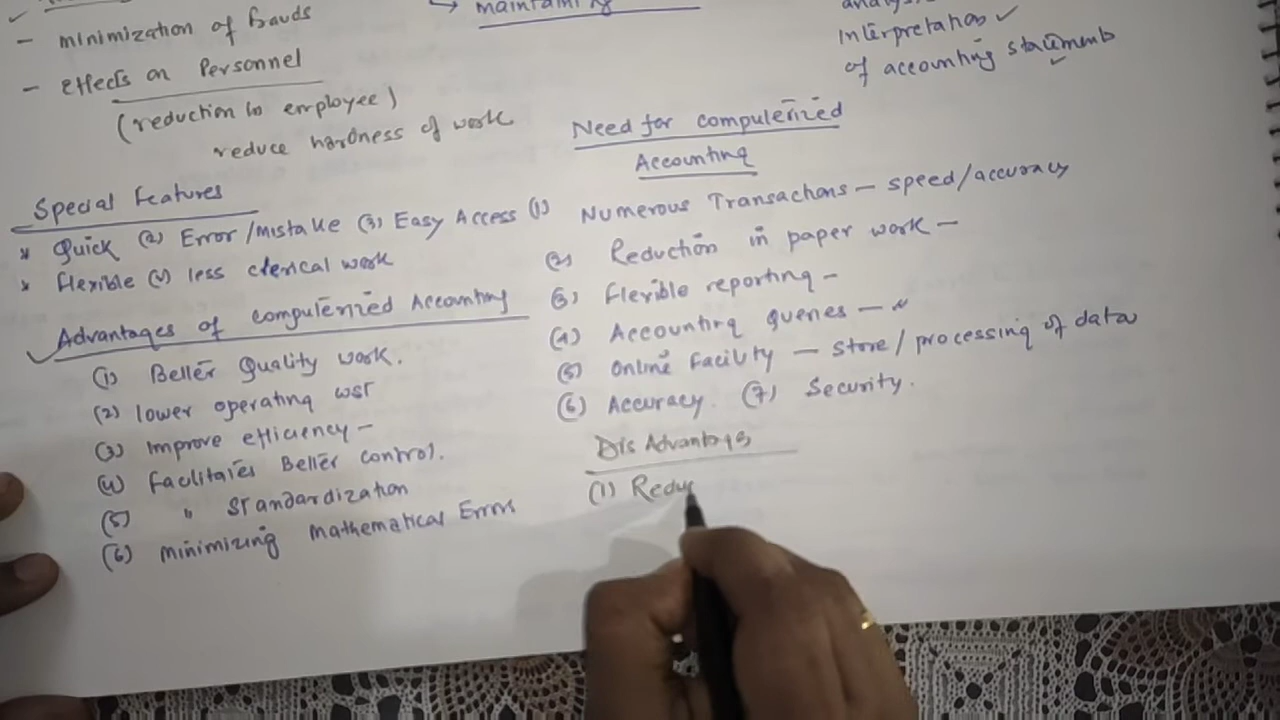 - minimization of frauds
- effects on Personnel
(reduction in employee)
reduce hardness of work
→ maintaining
Interpretation ✓
of accounting statements
Special Features
* Quick (2) Error/mistake (3) Easy Access
* flexible (4) less clerical work
Advantages of computerized Accounting
(1) Better Quality work.
(2) lower operating cost
(3) Improve efficiency -
(4) Facilitates Better control.
(5) " standardization
(6) minimizing mathematical Errors
Need for computerized
Accounting
(1) Numerous Transactions - speed/accuracy
(2) Reduction in paper work -
(3) flexible reporting -
(4) Accounting queries - "
(5) Online facility - store/processing of data
(6) Accuracy. (7) Security.
Dis Advantages
(1) Redu